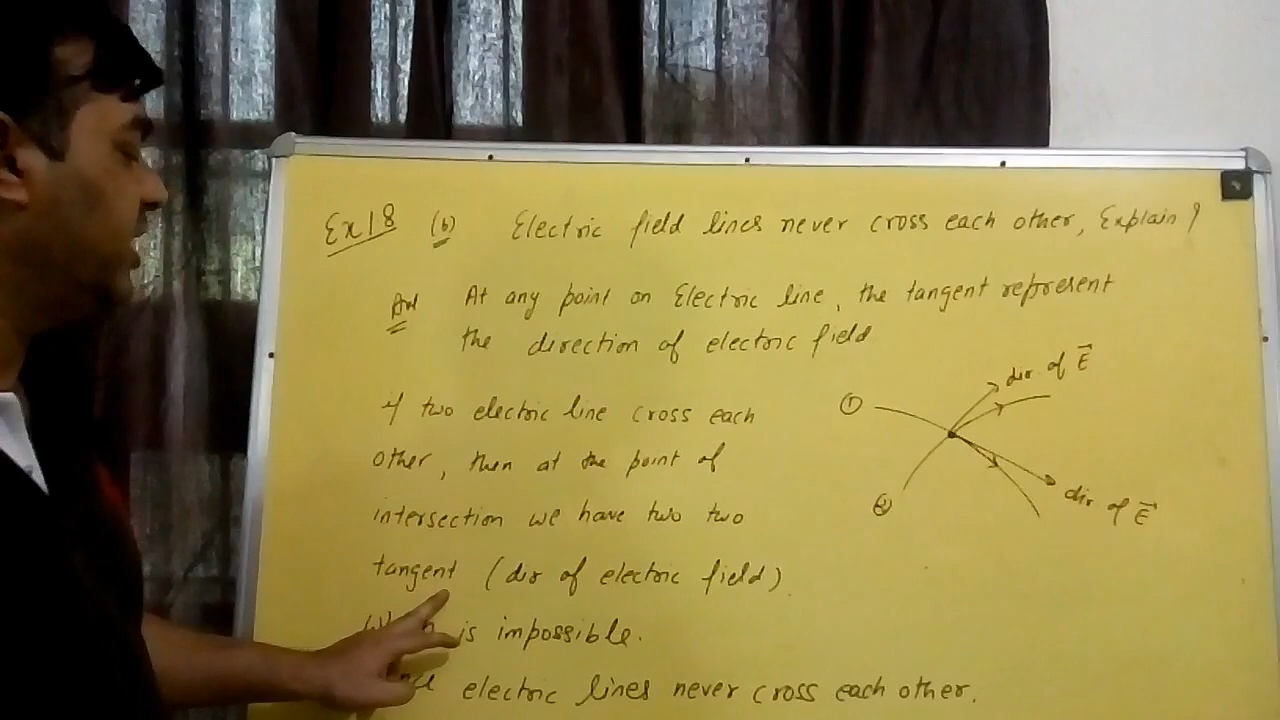 Ex 18 (b) Electric field lines never cross each other, Explain ?
Ans At any point on Electric line, the tangent represent
the direction of electric field
If two electric line cross each
other, then at the point of
intersection we have two two
tangent (dir of electric field)
is impossible.
electric lines never cross each other.
①
dir. of E⃗
②
dir. of E⃗